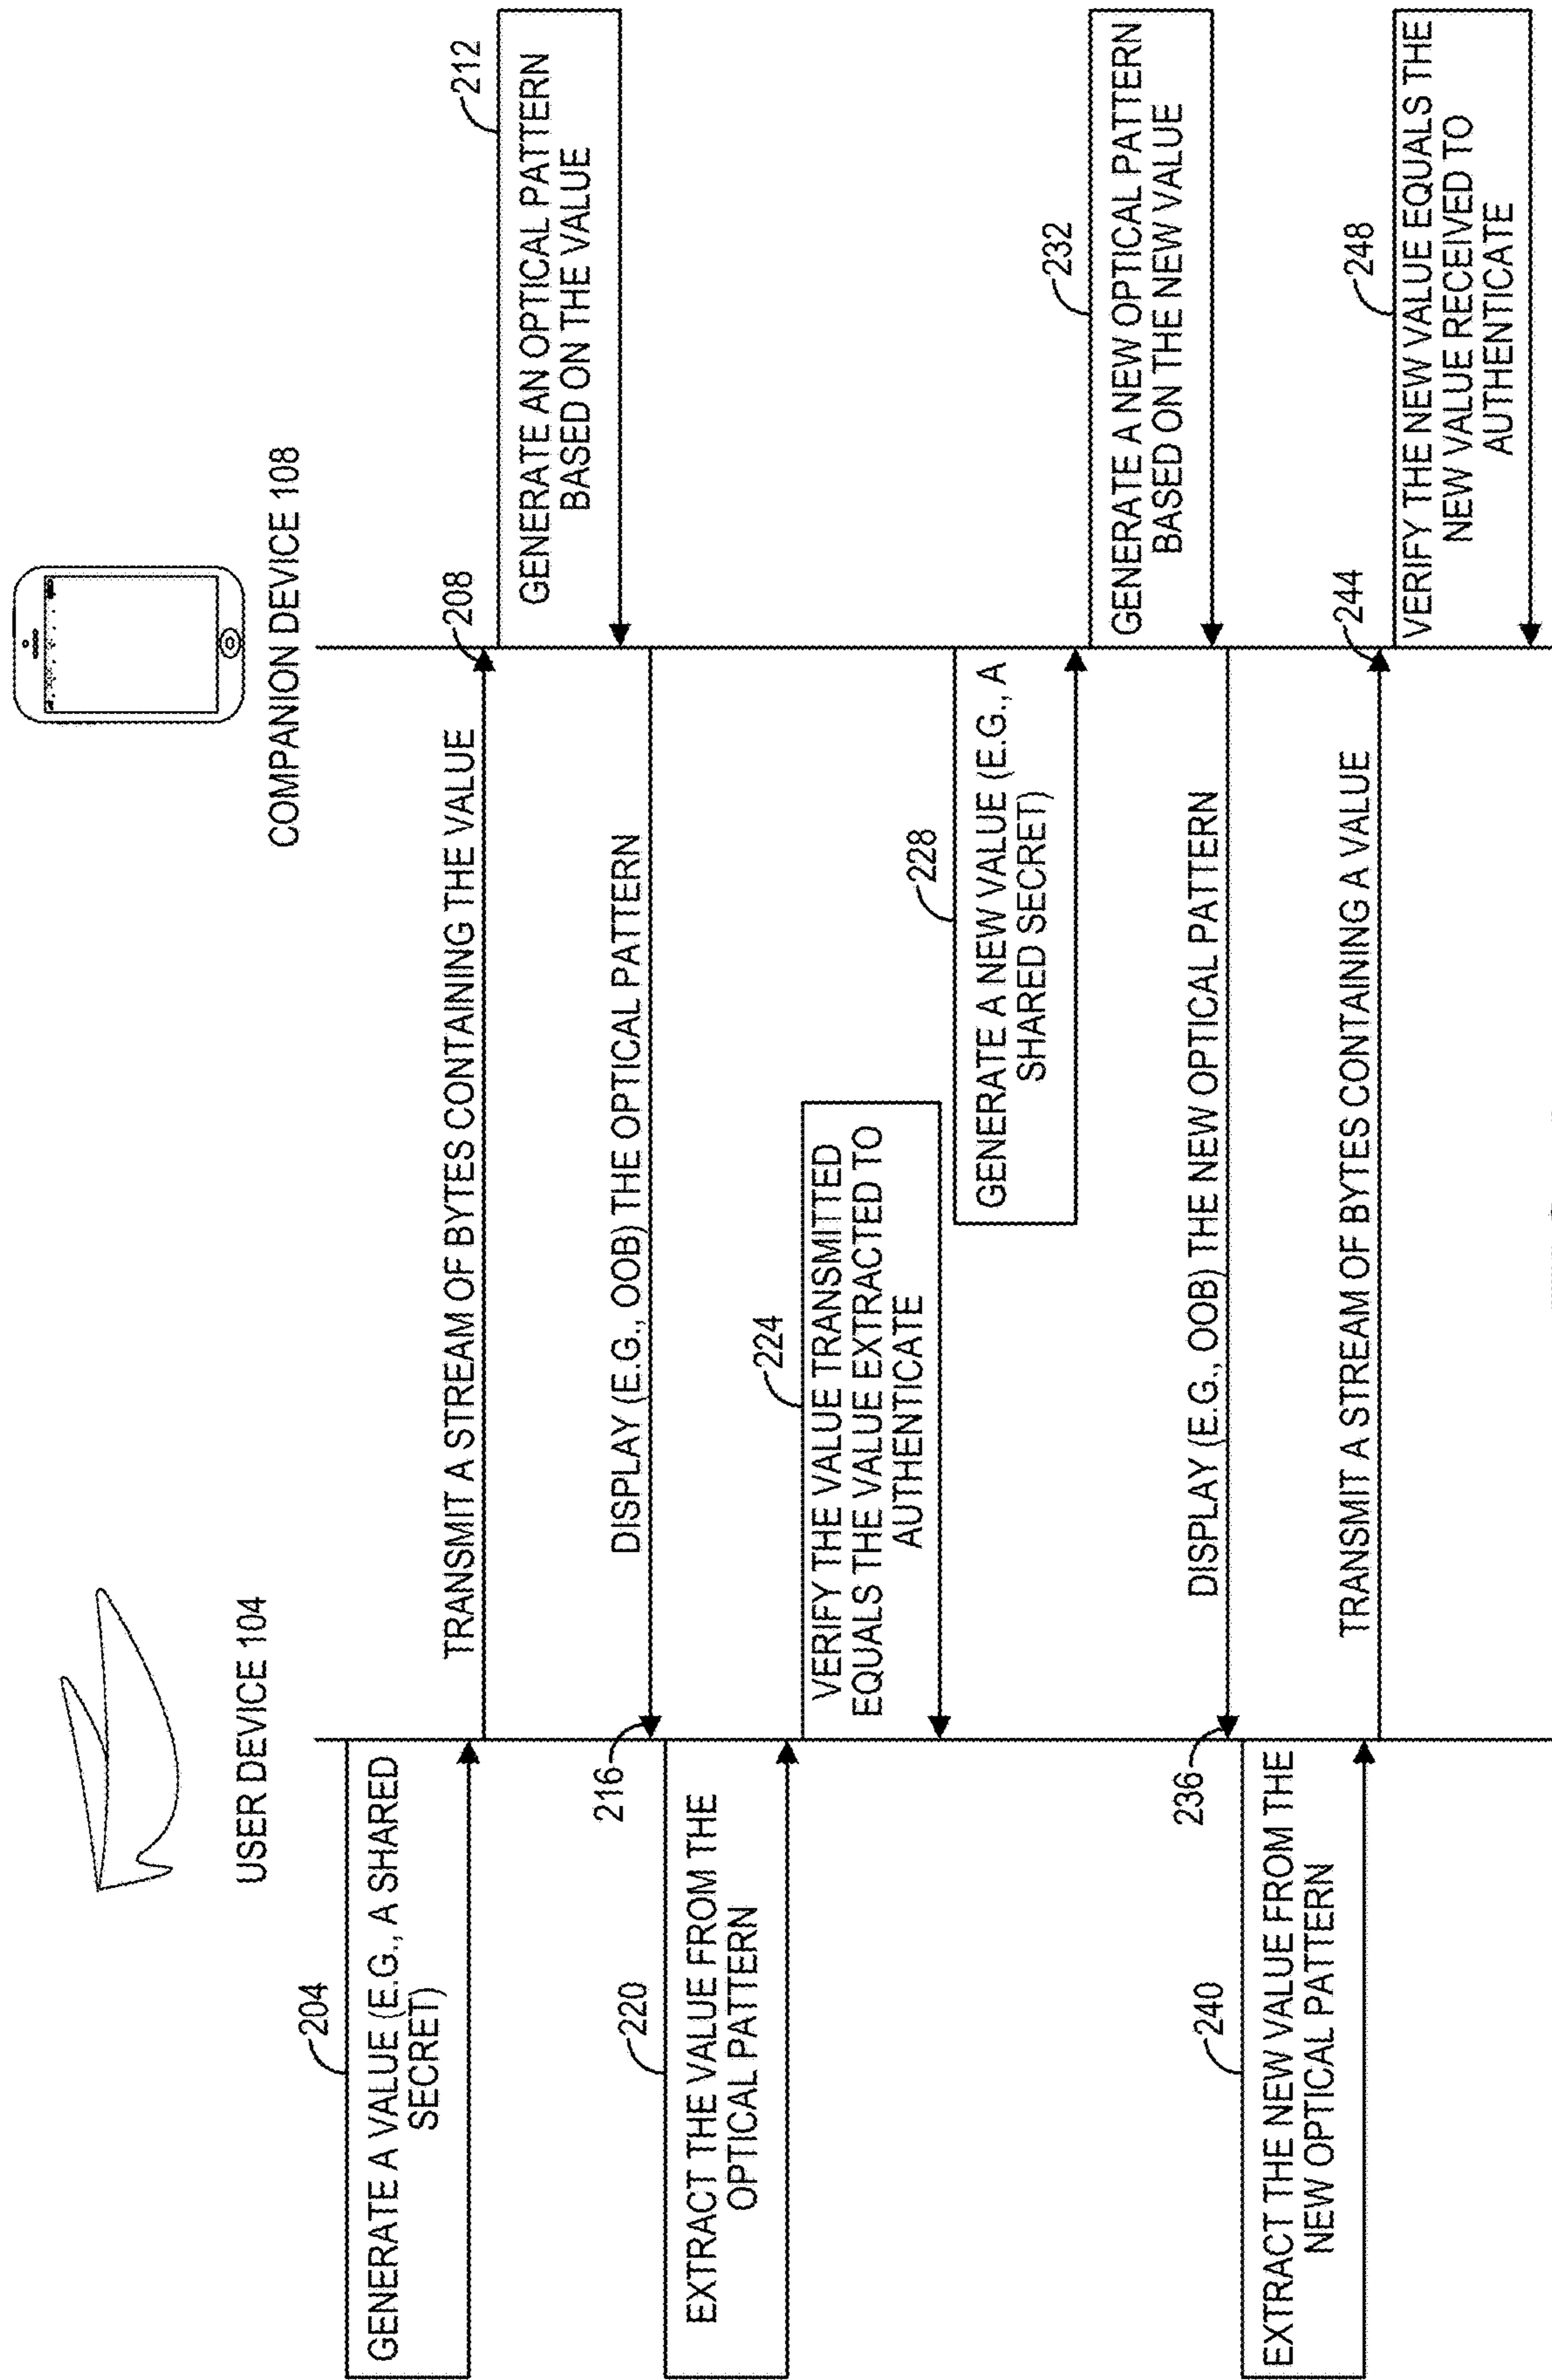 USER DEVICE 104
COMPANION DEVICE 108
204
GENERATE A VALUE (E.G., A SHARED
SECRET)
TRANSMIT A STREAM OF BYTES CONTAINING THE VALUE
208
212
GENERATE AN OPTICAL PATTERN
BASED ON THE VALUE
DISPLAY (E.G., OOB) THE OPTICAL PATTERN
216
220
EXTRACT THE VALUE FROM THE
OPTICAL PATTERN
224
VERIFY THE VALUE TRANSMITTED
EQUALS THE VALUE EXTRACTED TO
AUTHENTICATE
228
GENERATE A NEW VALUE (E.G., A
SHARED SECRET)
232
GENERATE A NEW OPTICAL PATTERN
BASED ON THE NEW VALUE
DISPLAY (E.G., OOB) THE NEW OPTICAL PATTERN
236
240
EXTRACT THE NEW VALUE FROM THE
NEW OPTICAL PATTERN
TRANSMIT A STREAM OF BYTES CONTAINING A VALUE
244
248
VERIFY THE NEW VALUE EQUALS THE
NEW VALUE RECEIVED TO
AUTHENTICATE